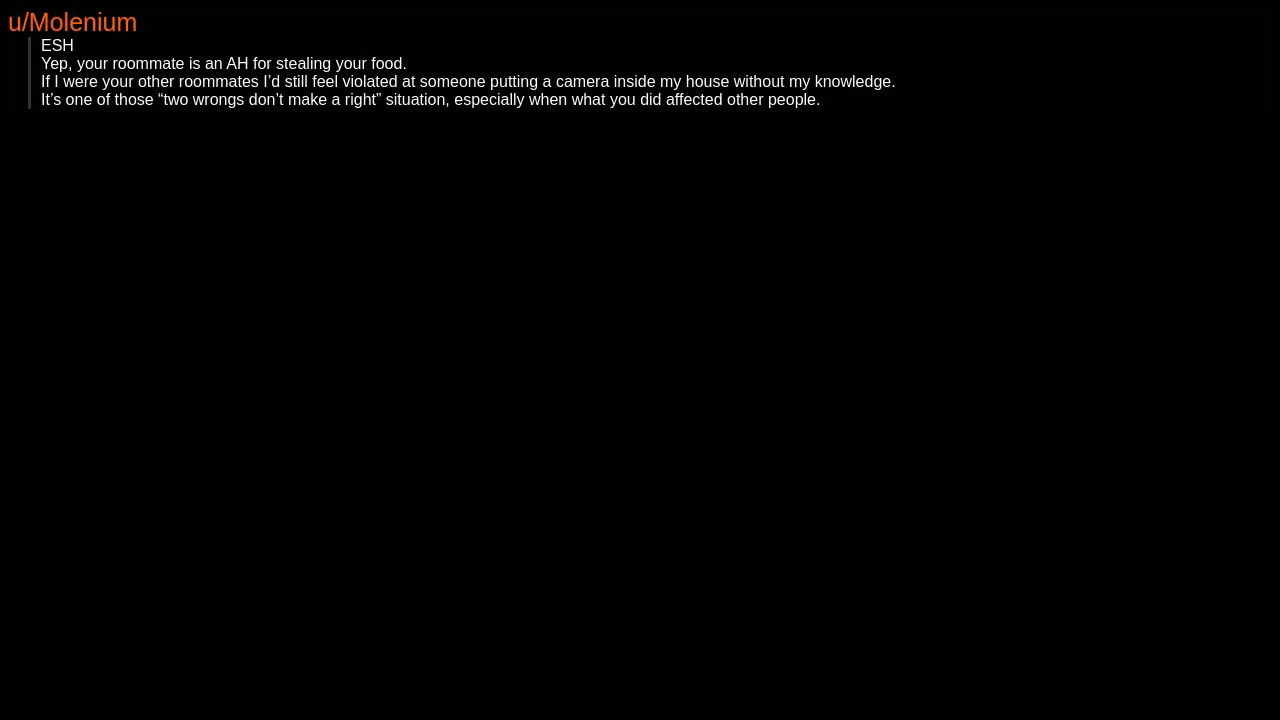 u/Molenium
ESH
Yep, your roommate is an AH for stealing your food.
If I were your other roommates I’d still feel violated at someone putting a camera inside my house without my knowledge.
It’s one of those “two wrongs don’t make a right” situation, especially when what you did affected other people.